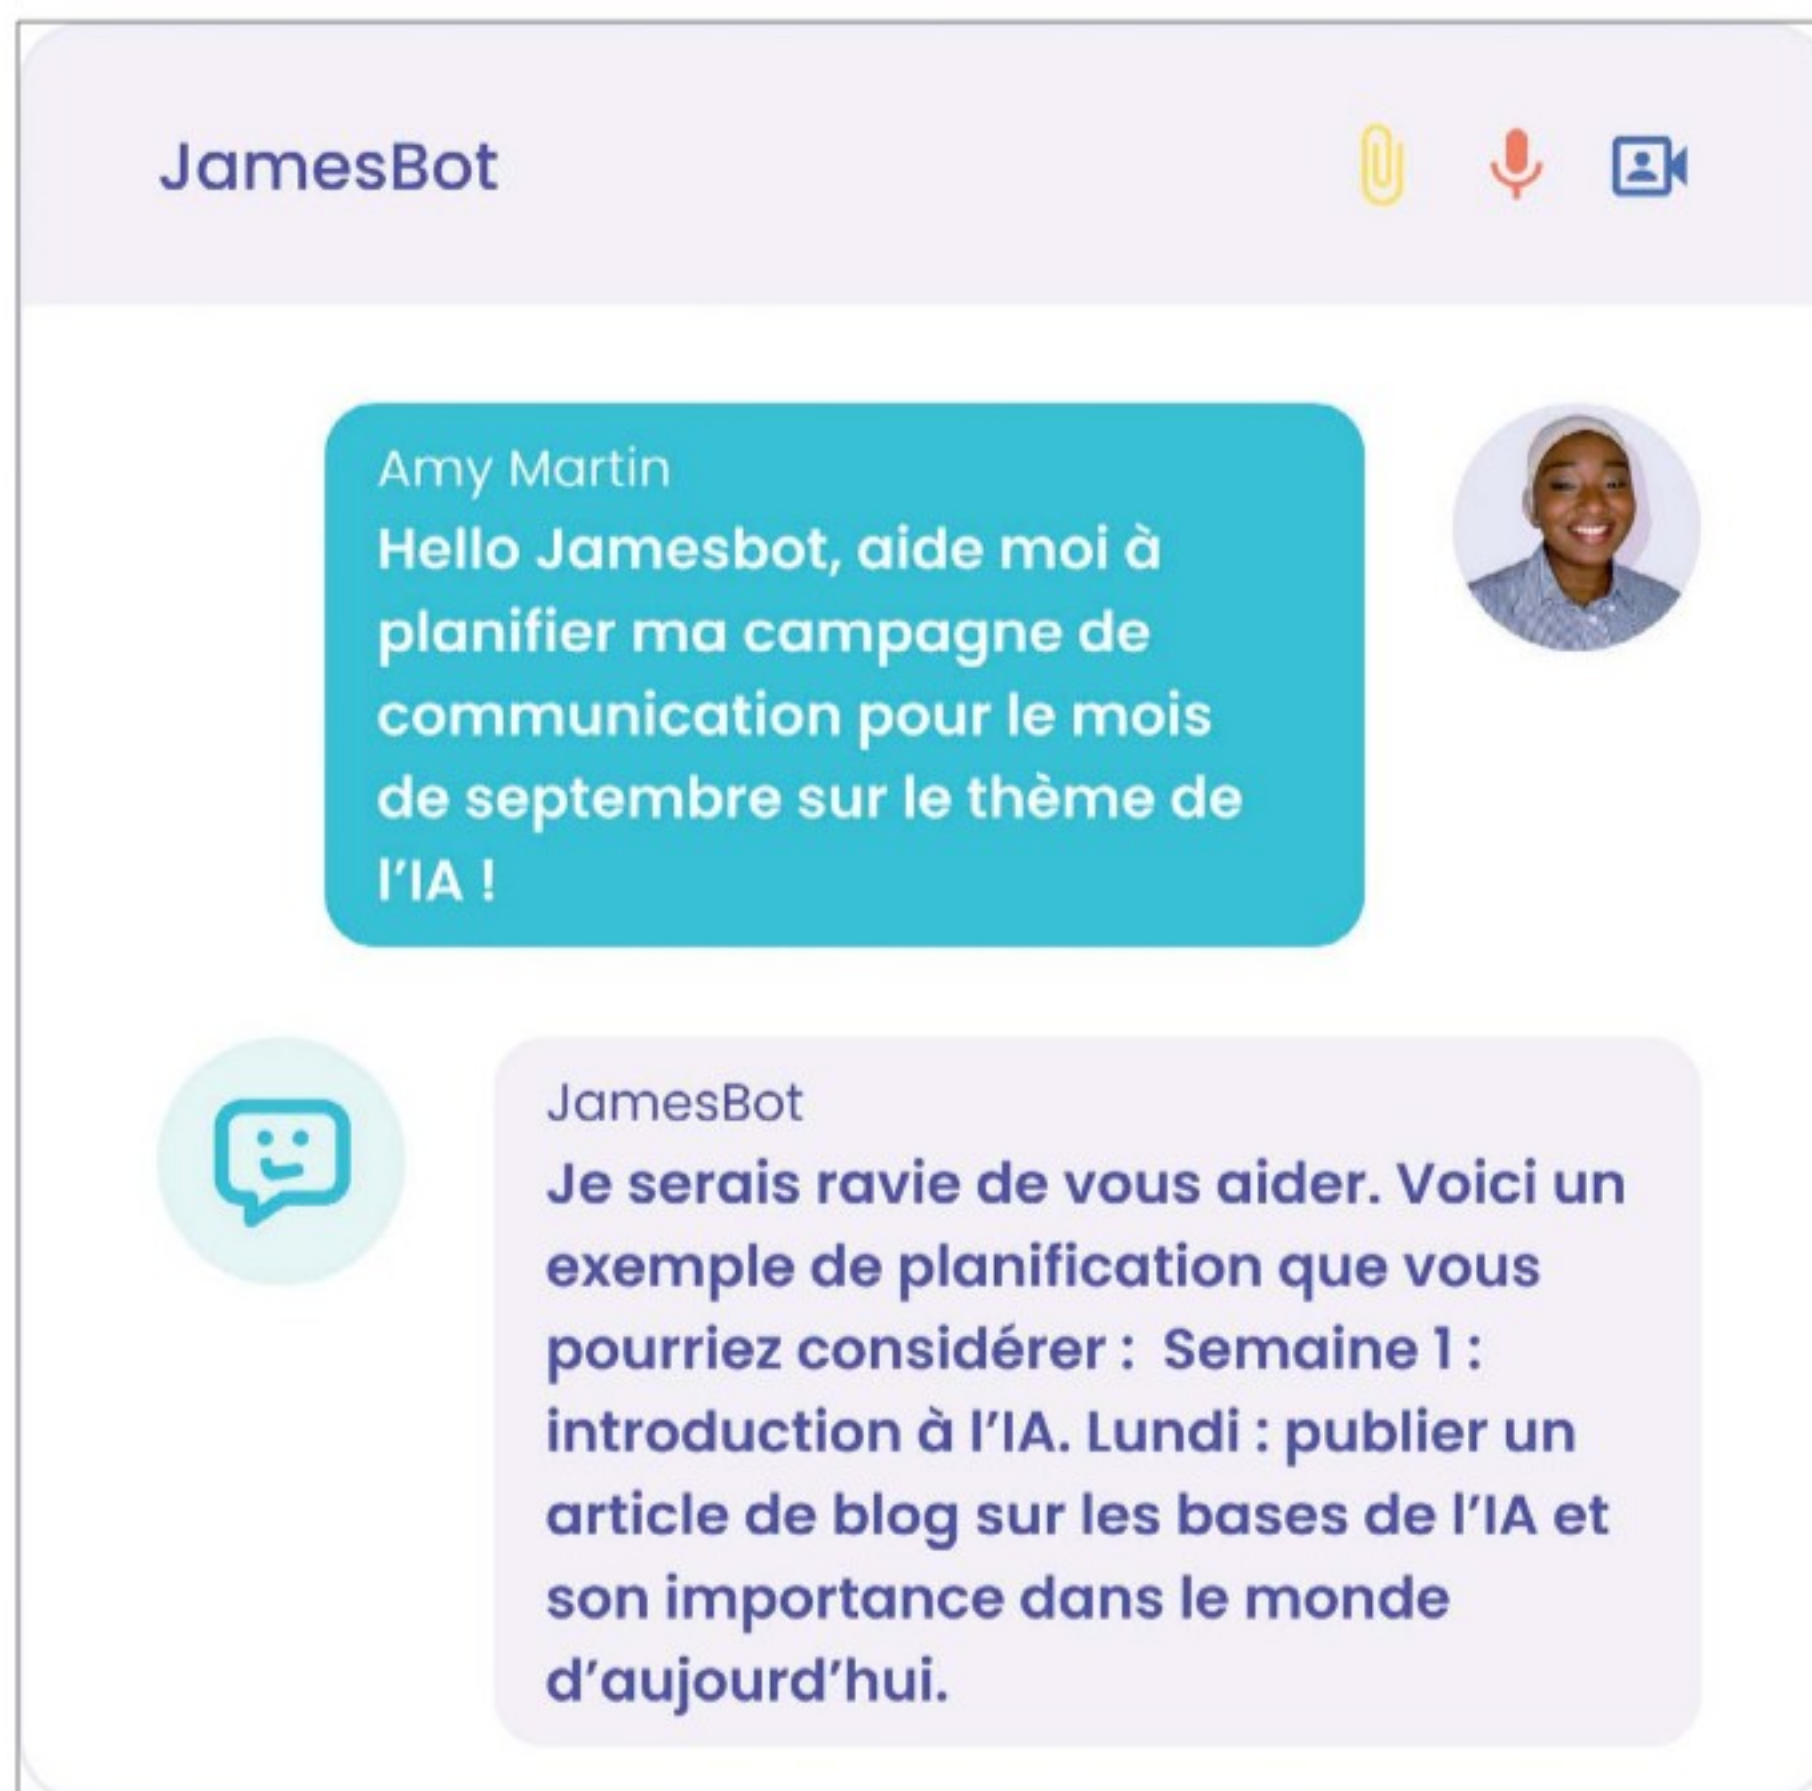 JamesBot
Amy Martin
Hello Jamesbot, aide moi à
planifier ma campagne de
communication pour le mois
de septembre sur le thème de
l’IA !
JamesBot
Je serais ravie de vous aider. Voici un
exemple de planification que vous
pourriez considérer :  Semaine 1 :
introduction à l’IA. Lundi : publier un
article de blog sur les bases de l’IA et
son importance dans le monde
d’aujourd’hui.